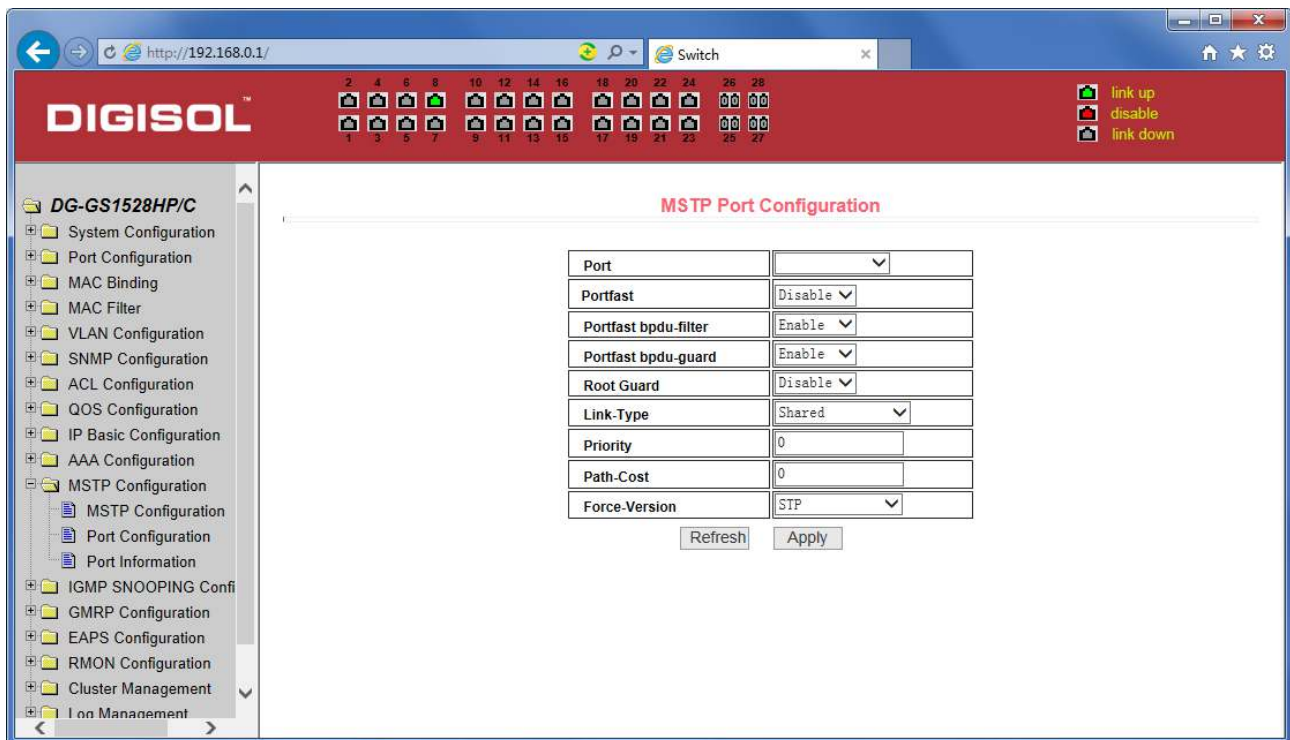 http://192.168.0.1/
Switch
DIGISOL™
2 4 6 8 10 12 14 16 18 20 22 24 26 28
1 3 5 7 9 11 13 15 17 19 21 23 25 27
link up
disable
link down
DG-GS1528HP/C
System Configuration
Port Configuration
MAC Binding
MAC Filter
VLAN Configuration
SNMP Configuration
ACL Configuration
QOS Configuration
IP Basic Configuration
AAA Configuration
MSTP Configuration
MSTP Configuration
Port Configuration
Port Information
IGMP SNOOPING Confi
GMRP Configuration
EAPS Configuration
RMON Configuration
Cluster Management
Log Management
MSTP Port Configuration
Port
Portfast Disable
Portfast bpdu-filter Enable
Portfast bpdu-guard Enable
Root Guard Disable
Link-Type Shared
Priority 0
Path-Cost 0
Force-Version STP
Refresh Apply